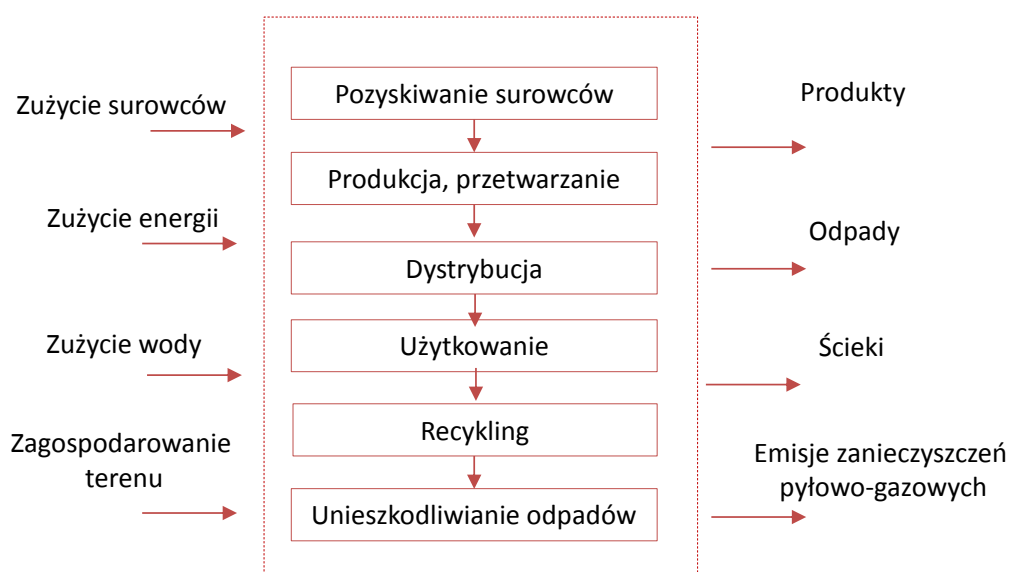 Zużycie surowców
Zużycie energii
Zużycie wody
Zagospodarowanie
terenu
Pozyskiwanie surowców
Produkcja, przetwarzanie
Dystrybucja
Użytkowanie
Recykling
Unieszkodliwianie odpadów
Produkty
Odpady
Ścieki
Emisje zanieczyszczeń
pyłowo-gazowych